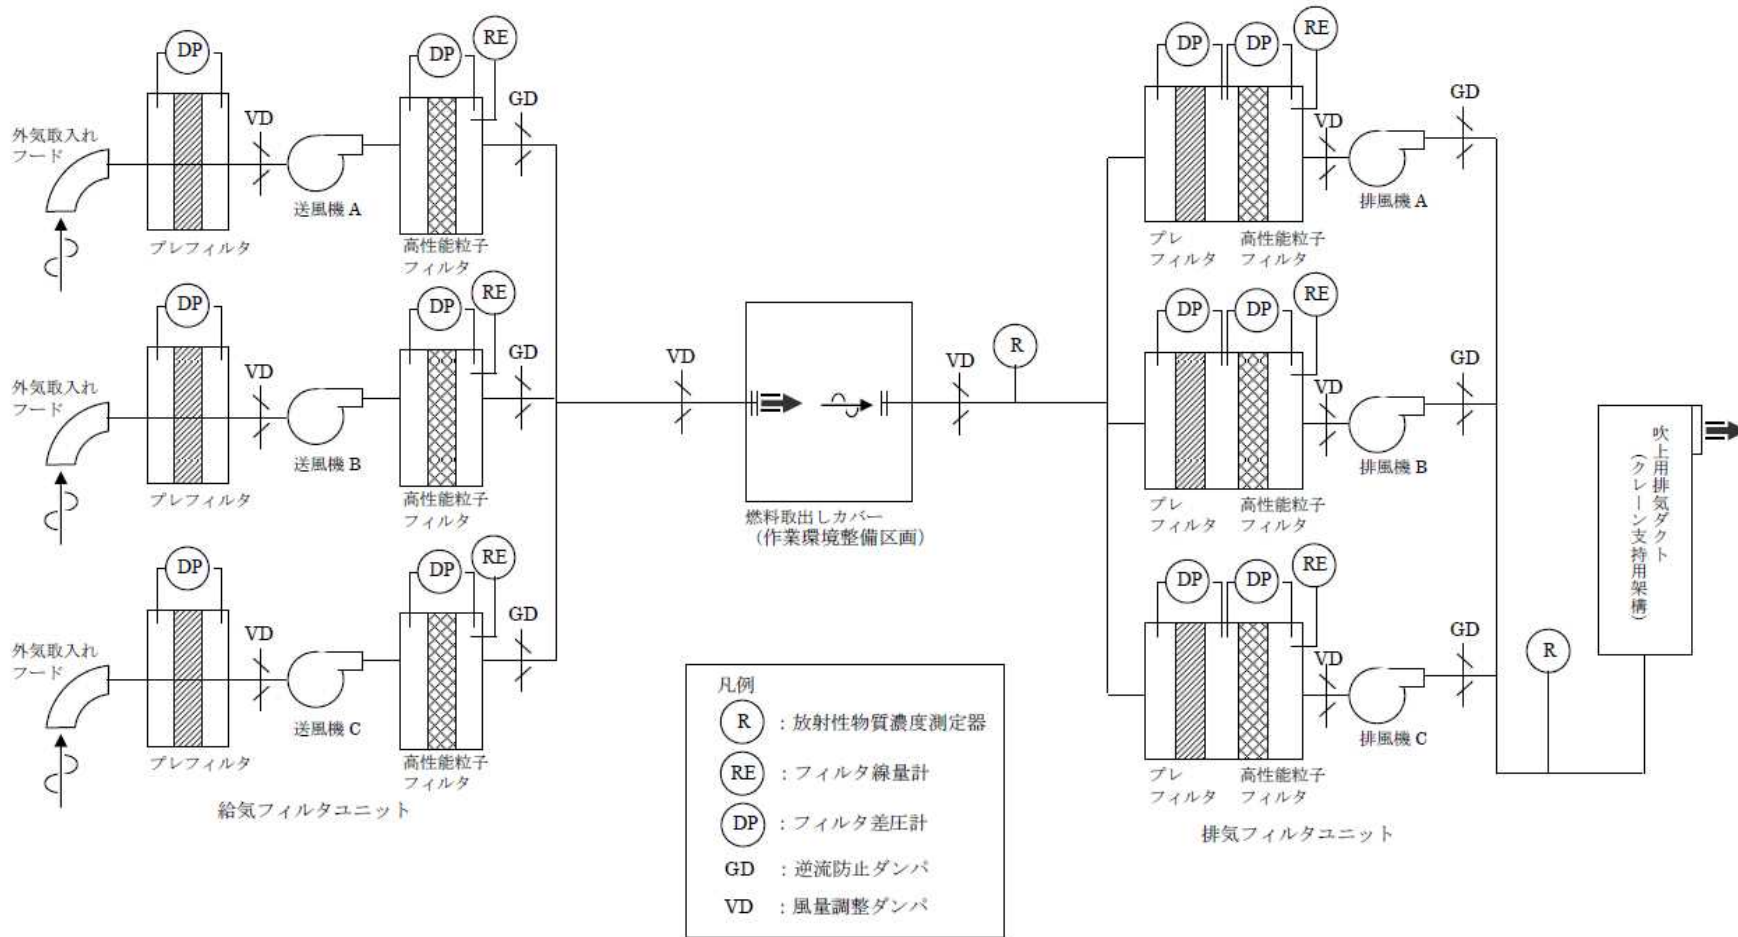 DP
DP
RE
VD
GD
外気取入れ
フード
送風機 A
プレフィルタ
高性能粒子
フィルタ
DP
DP
RE
VD
GD
外気取入れ
フード
送風機 B
プレフィルタ
高性能粒子
フィルタ
DP
DP
RE
VD
GD
外気取入れ
フード
送風機 C
プレフィルタ
高性能粒子
フィルタ
給気フィルタユニット
VD
VD
R
燃料取出しカバー
(作業環境整備区画)
DP
DP
RE
VD
GD
排風機 A
プレ
フィルタ
高性能粒子
フィルタ
DP
DP
RE
VD
GD
排風機 B
プレ
フィルタ
高性能粒子
フィルタ
DP
DP
RE
VD
GD
排風機 C
プレ
フィルタ
高性能粒子
フィルタ
排気フィルタユニット
R
吹上用排気ダクト
(クレーン支持用架構)
凡例
R :放射性物質濃度測定器
RE :フィルタ線量計
DP :フィルタ差圧計
GD :逆流防止ダンパ
VD :風量調整ダンパ